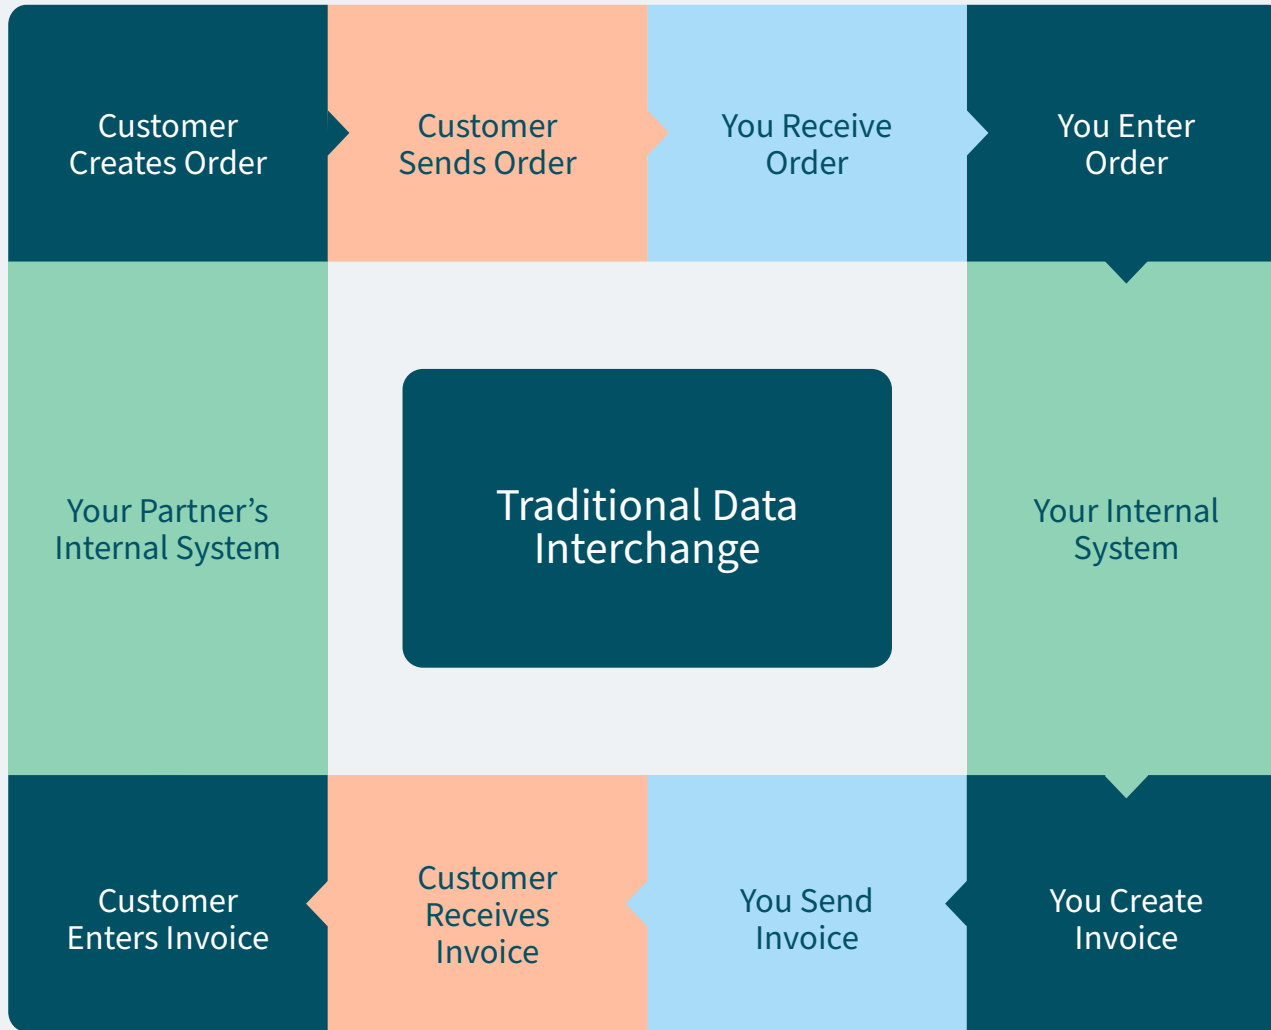 Customer
Creates Order
Customer
Sends Order
You Receive
Order
You Enter
Order
Your Partner’s
Internal System
Traditional Data
Interchange
Your Internal
System
Customer
Enters Invoice
Customer
Receives
Invoice
You Send
Invoice
You Create
Invoice